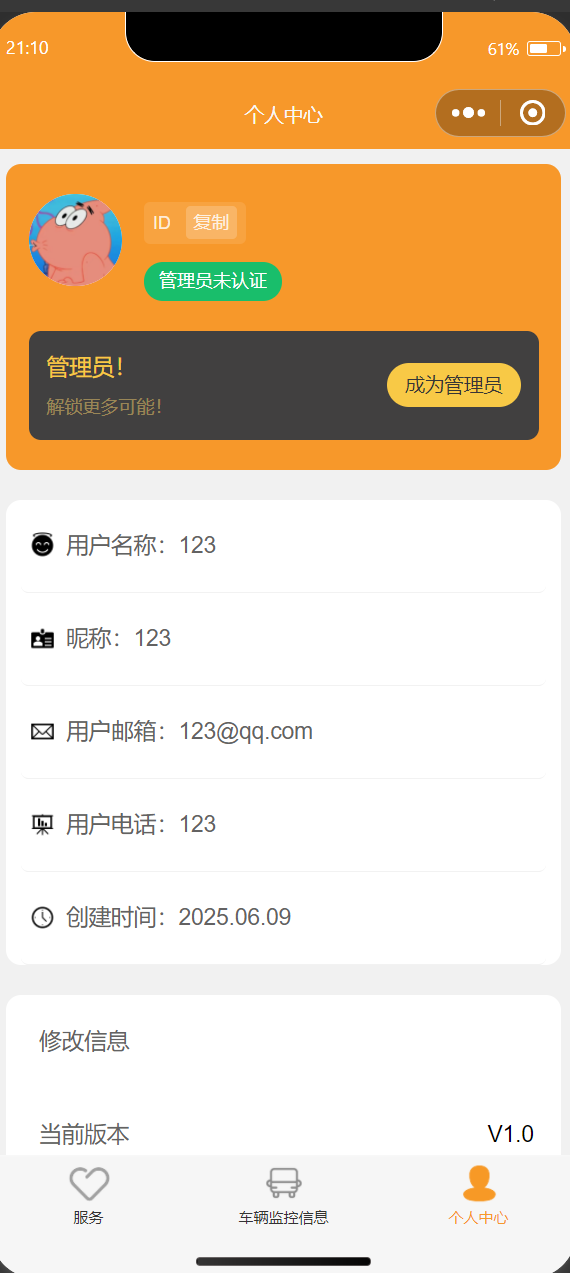 21:10
61%
个人中心
ID 复制
管理员未认证
管理员！
解锁更多可能！
成为管理员
用户名称：123
昵称：123
用户邮箱：123@qq.com
用户电话：123
创建时间：2025.06.09
修改信息
当前版本 V1.0
服务 车辆监控信息 个人中心